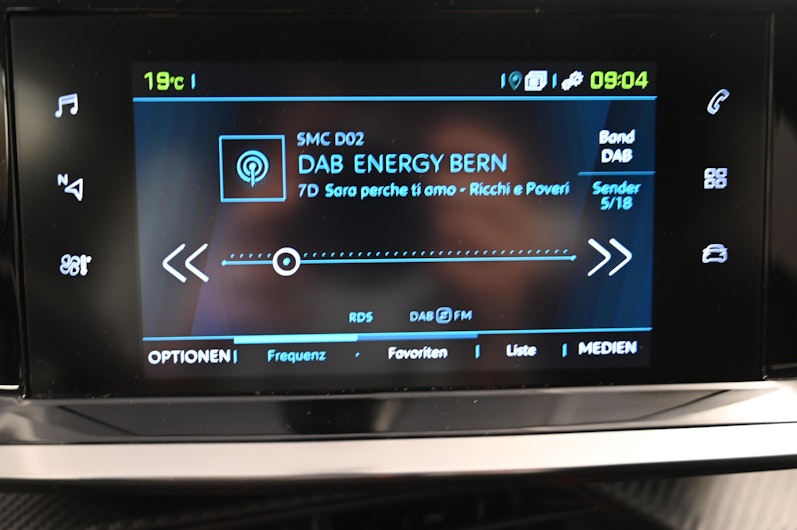 19°C
09:04
SMC D02
DAB ENERGY BERN
7D Sara perche ti amo - Ricchi e Poveri
Band
DAB
Sender
5/18
N
RDS DAB FM
OPTIONEN Frequenz Favoriten Liste MEDIEN